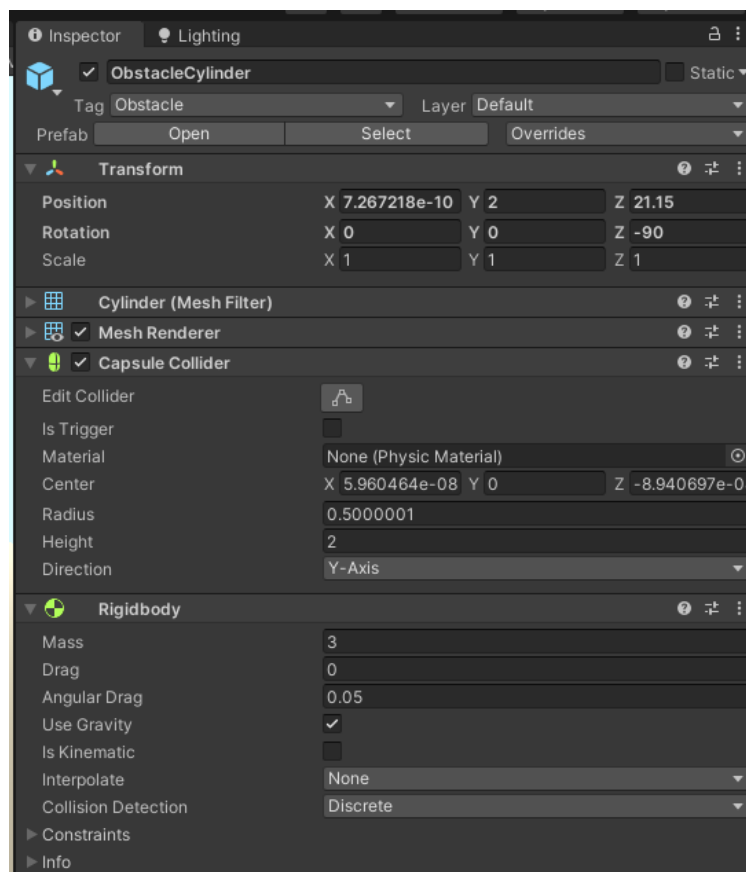 Inspector Lighting
ObstacleCylinder Static
Tag Obstacle Layer Default
Prefab Open Select Overrides
Transform
Position X 7.267218e-10 Y 2 Z 21.15
Rotation X 0 Y 0 Z -90
Scale X 1 Y 1 Z 1
Cylinder (Mesh Filter)
Mesh Renderer
Capsule Collider
Edit Collider
Is Trigger
Material None (Physic Material)
Center X 5.960464e-08 Y 0 Z -8.940697e-0
Radius 0.5000001
Height 2
Direction Y-Axis
Rigidbody
Mass 3
Drag 0
Angular Drag 0.05
Use Gravity
Is Kinematic
Interpolate None
Collision Detection Discrete
Constraints
Info